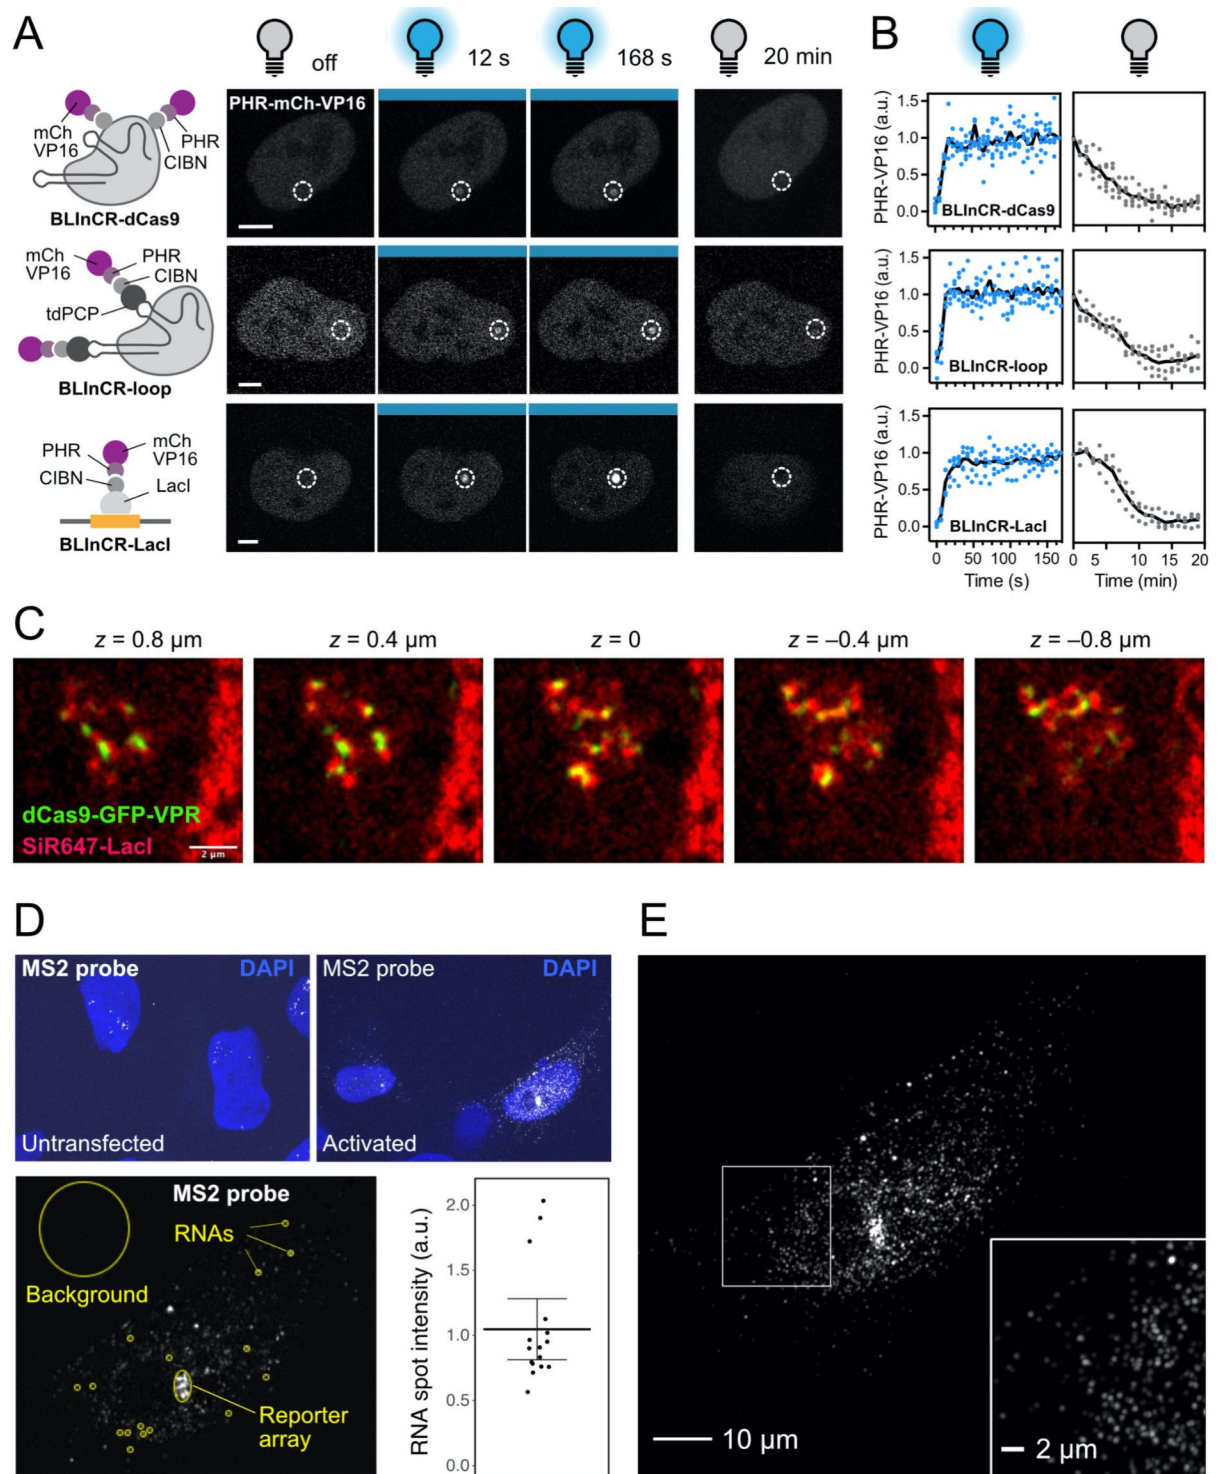 A
off
12 s
168 s
20 min
B
mCh
VP16
PHR
CIBN
BLInCR-dCas9
PHR-mCh-VP16
mCh
VP16
PHR
CIBN
tdPCP
BLInCR-loop
PHR
mCh
VP16
CIBN
LacI
BLInCR-LacI
PHR-VP16 (a.u.)
1.5
1.0
0.5
0.0
BLInCR-dCas9
PHR-VP16 (a.u.)
1.5
1.0
0.5
0.0
BLInCR-loop
PHR-VP16 (a.u.)
1.5
1.0
0.5
0.0
BLInCR-LacI
0 50 100 150
Time (s)
0 5 10 15 20
Time (min)
C
z = 0.8 µm
z = 0.4 µm
z = 0
z = –0.4 µm
z = –0.8 µm
dCas9-GFP-VPR
SiR647-LacI
2 µm
D
MS2 probe DAPI
Untransfected
MS2 probe DAPI
Activated
MS2 probe
RNAs
Background
Reporter
array
RNA spot intensity (a.u.)
2.0
1.5
1.0
0.5
0.0
E
10 µm
2 µm